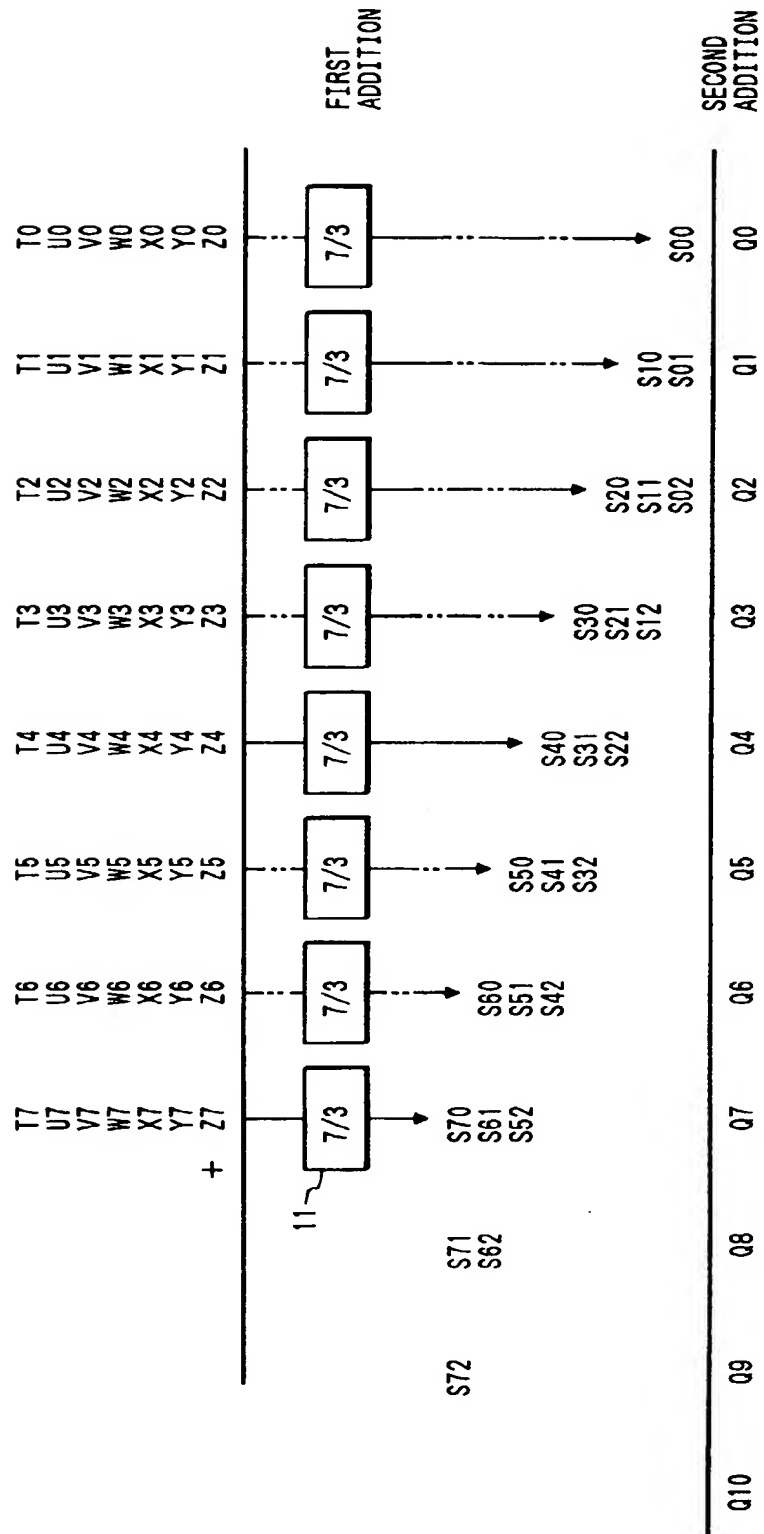 T7 T6 T5 T4 T3 T2 T1 T0
U7 U6 U5 U4 U3 U2 U1 U0
V7 V6 V5 V4 V3 V2 V1 V0
W7 W6 W5 W4 W3 W2 W1 W0
X7 X6 X5 X4 X3 X2 X1 X0
Y7 Y6 Y5 Y4 Y3 Y2 Y1 Y0
+ Z7 Z6 Z5 Z4 Z3 Z2 Z1 Z0
11
7/3 7/3 7/3 7/3 7/3 7/3 7/3 7/3
FIRST
ADDITION
S72 S71 S70
S62 S61 S60
S52 S51 S50
S42 S41 S40
S32 S31 S30
S22 S21 S20
S12 S11 S10
S02 S01 S00
SECOND
ADDITION
Q10 Q9 Q8 Q7 Q6 Q5 Q4 Q3 Q2 Q1 Q0